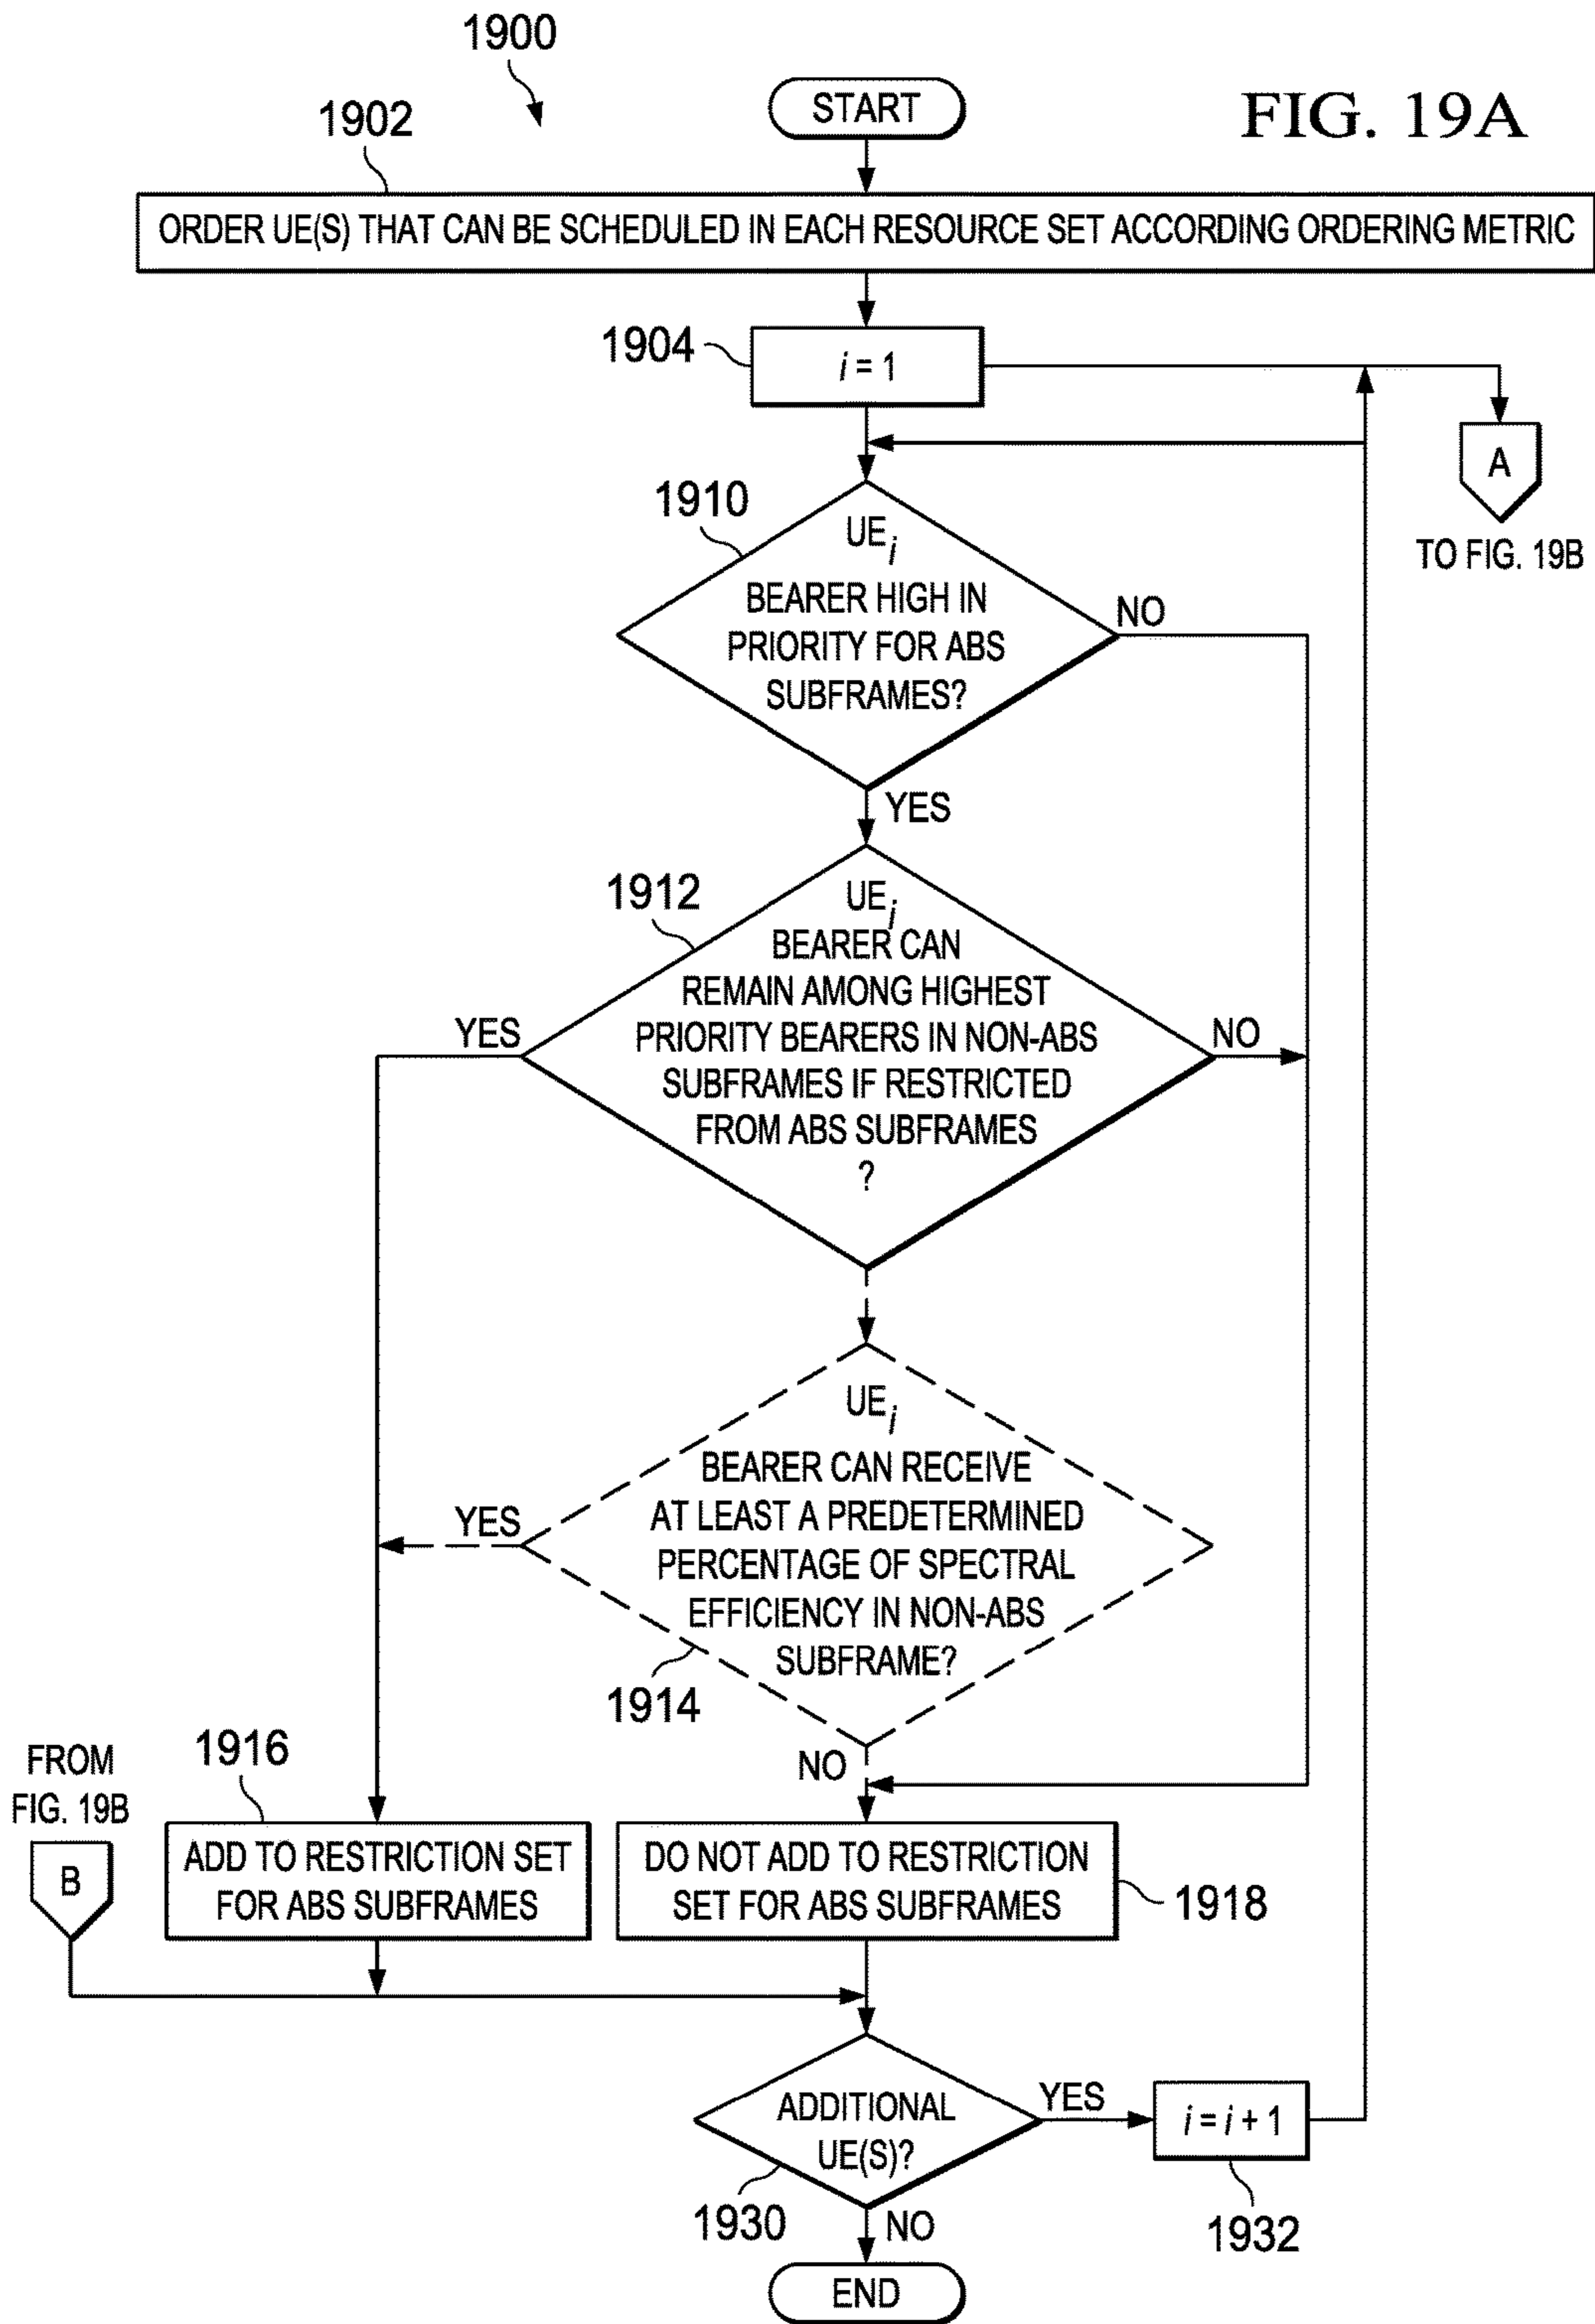 1900
FIG. 19A
START
1902
ORDER UE(S) THAT CAN BE SCHEDULED IN EACH RESOURCE SET ACCORDING ORDERING METRIC
1904
i = 1
A
TO FIG. 19B
1910
UEi
BEARER HIGH IN
PRIORITY FOR ABS
SUBFRAMES?
NO
YES
1912
UEi
BEARER CAN
REMAIN AMONG HIGHEST
PRIORITY BEARERS IN NON-ABS
SUBFRAMES IF RESTRICTED
FROM ABS SUBFRAMES
?
YES
NO
UEi
BEARER CAN RECEIVE
AT LEAST A PREDETERMINED
PERCENTAGE OF SPECTRAL
EFFICIENCY IN NON-ABS
SUBFRAME?
YES
1914
NO
FROM
FIG. 19B
B
1916
ADD TO RESTRICTION SET
FOR ABS SUBFRAMES
DO NOT ADD TO RESTRICTION
SET FOR ABS SUBFRAMES
1918
ADDITIONAL
UE(S)?
YES
i = i + 1
1930
NO
1932
END